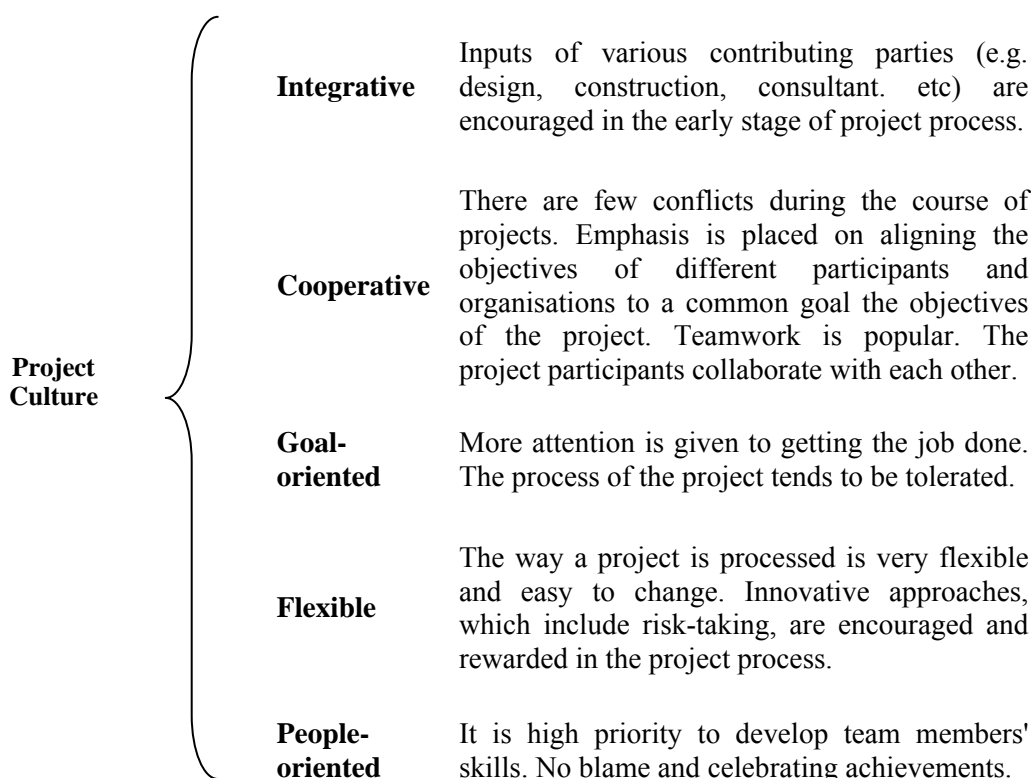 Integrative
Inputs of various contributing parties (e.g.
design, construction, consultant. etc) are
encouraged in the early stage of project process.
Cooperative
There are few conflicts during the course of
projects. Emphasis is placed on aligning the
objectives of different participants and
organisations to a common goal the objectives
of the project. Teamwork is popular. The
project participants collaborate with each other.
Project
Culture
Goal-
oriented
More attention is given to getting the job done.
The process of the project tends to be tolerated.
Flexible
The way a project is processed is very flexible
and easy to change. Innovative approaches,
which include risk-taking, are encouraged and
rewarded in the project process.
People-
oriented
It is high priority to develop team members'
skills. No blame and celebrating achievements.